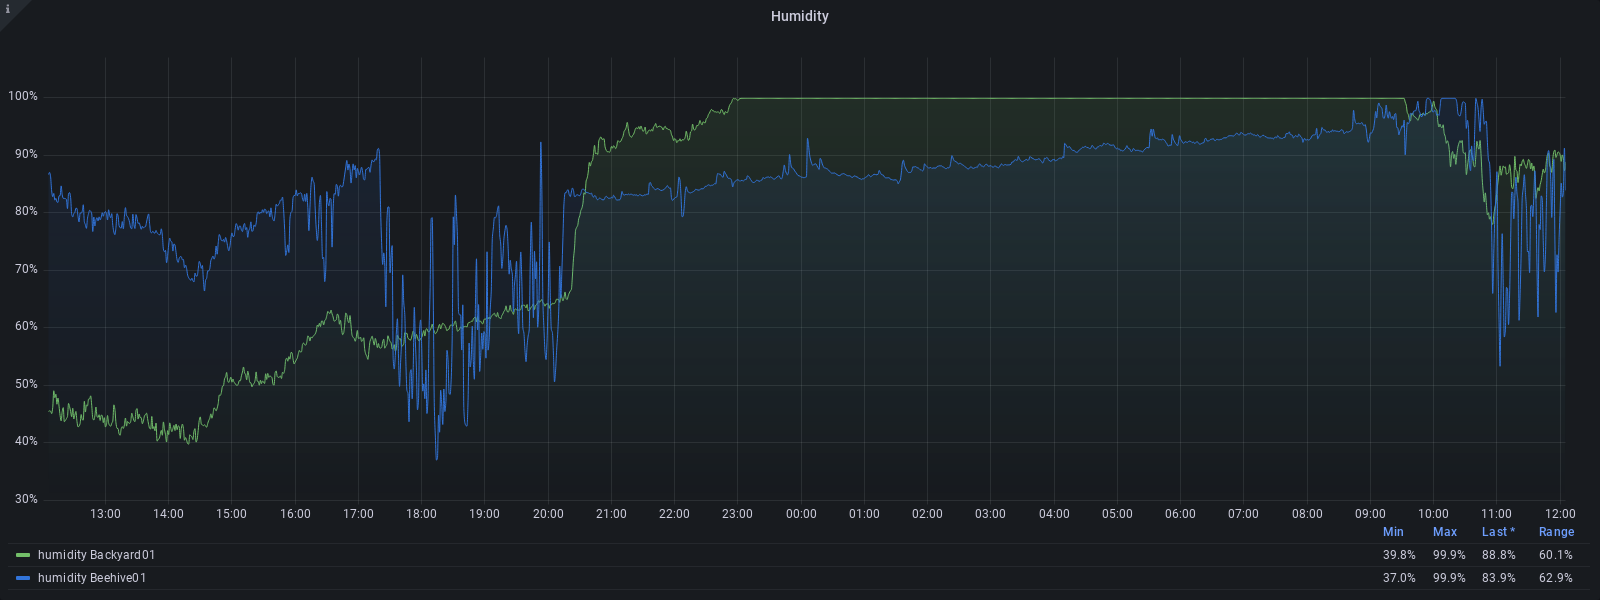 i
Humidity
100%
90%
80%
70%
60%
50%
40%
30%
13:00 14:00 15:00 16:00 17:00 18:00 19:00 20:00 21:00 22:00 23:00 00:00 01:00 02:00 03:00 04:00 05:00 06:00 07:00 08:00 09:00 10:00 11:00 12:00
Min Max Last * Range
humidity Backyard01 39.8% 99.9% 88.8% 60.1%
humidity Beehive01 37.0% 99.9% 83.9% 62.9%